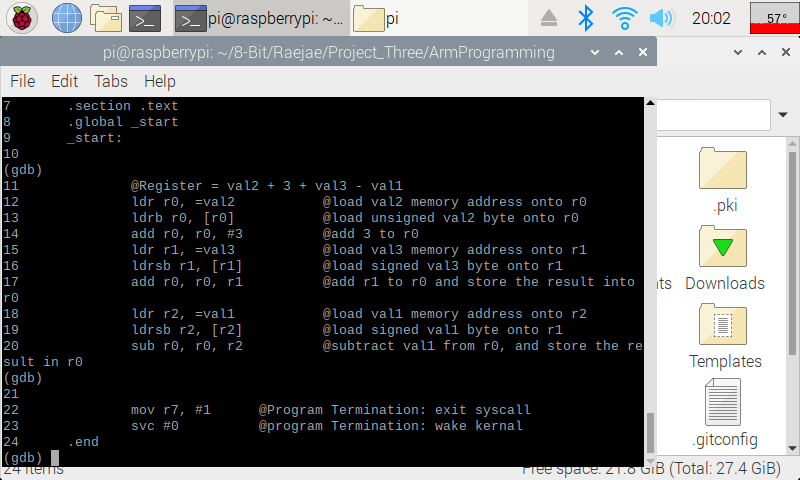 pi@raspberrypi: ~...
pi
20:02
57°
pi@raspberrypi: ~/8-Bit/Raejae/Project_Three/ArmProgramming
File Edit Tabs Help
7 .section .text
8 .global _start
9 _start:
10
(gdb)
11 @Register = val2 + 3 + val3 - val1
12 ldr r0, =val2 @load val2 memory address onto r0
13 ldrb r0, [r0] @load unsigned val2 byte onto r0
14 add r0, r0, #3 @add 3 to r0
15 ldr r1, =val3 @load val3 memory address onto r1
16 ldrsb r1, [r1] @load signed val3 byte onto r1
17 add r0, r0, r1 @add r1 to r0 and store the result into
r0
18 ldr r2, =val1 @load val1 memory address onto r2
19 ldrsb r2, [r2] @load signed val1 byte onto r1
20 sub r0, r0, r2 @subtract val1 from r0, and store the re
sult in r0
(gdb)
21
22 mov r7, #1 @Program Termination: exit syscall
23 svc #0 @program Termination: wake kernal
24 .end
(gdb)
.pki
nts
Downloads
Templates
.gitconfig
24 items
Free space: 21.8 GiB (Total: 27.4 GiB)